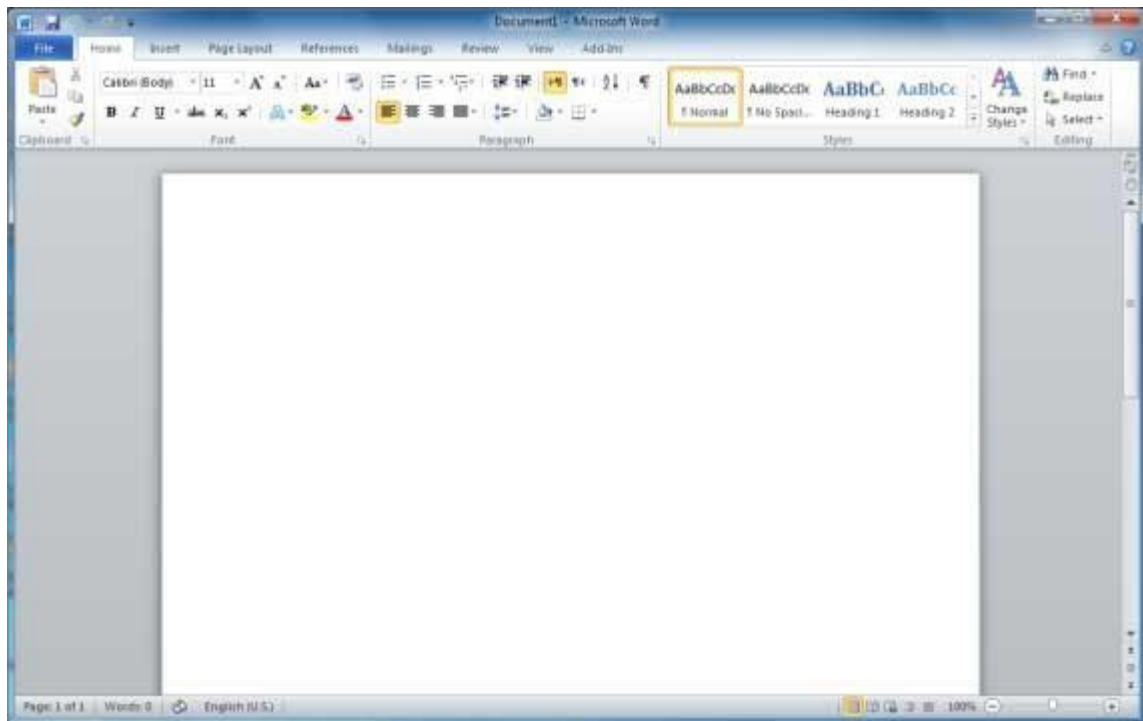 Document1 - Microsoft Word
File Home Insert Page Layout References Mailings Review View Add-Ins
Calibri (Body) 11 A A Aa AaBbCcDc AaBbCcDc AaBbC AaBbCc A Find
Paste B I U abc x, x A ¶ Normal ¶ No Spaci... Heading 1 Heading 2 Change Styles Replace
Select
Clipboard Font Paragraph Styles Editing
Page: 1 of 1 Words: 0 English (U.S.) 100%